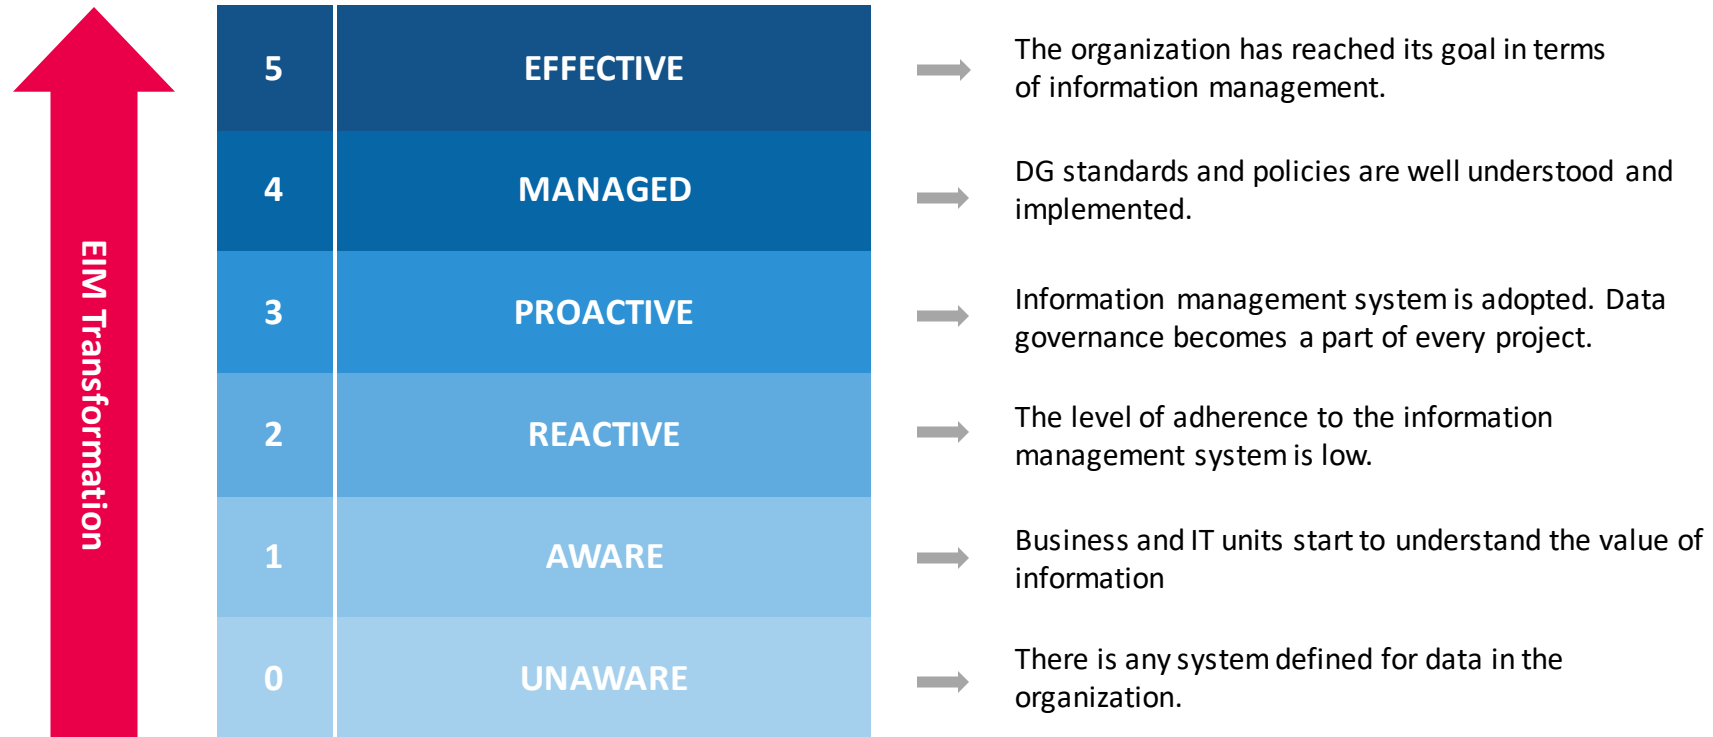 EIM Transformation
5
EFFECTIVE
The organization has reached its goal in terms
of information management.
4
MANAGED
DG standards and policies are well understood and
implemented.
3
PROACTIVE
Information management system is adopted. Data
governance becomes a part of every project.
2
REACTIVE
The level of adherence to the information
management system is low.
1
AWARE
Business and IT units start to understand the value of
information
0
UNAWARE
There is any system defined for data in the
organization.